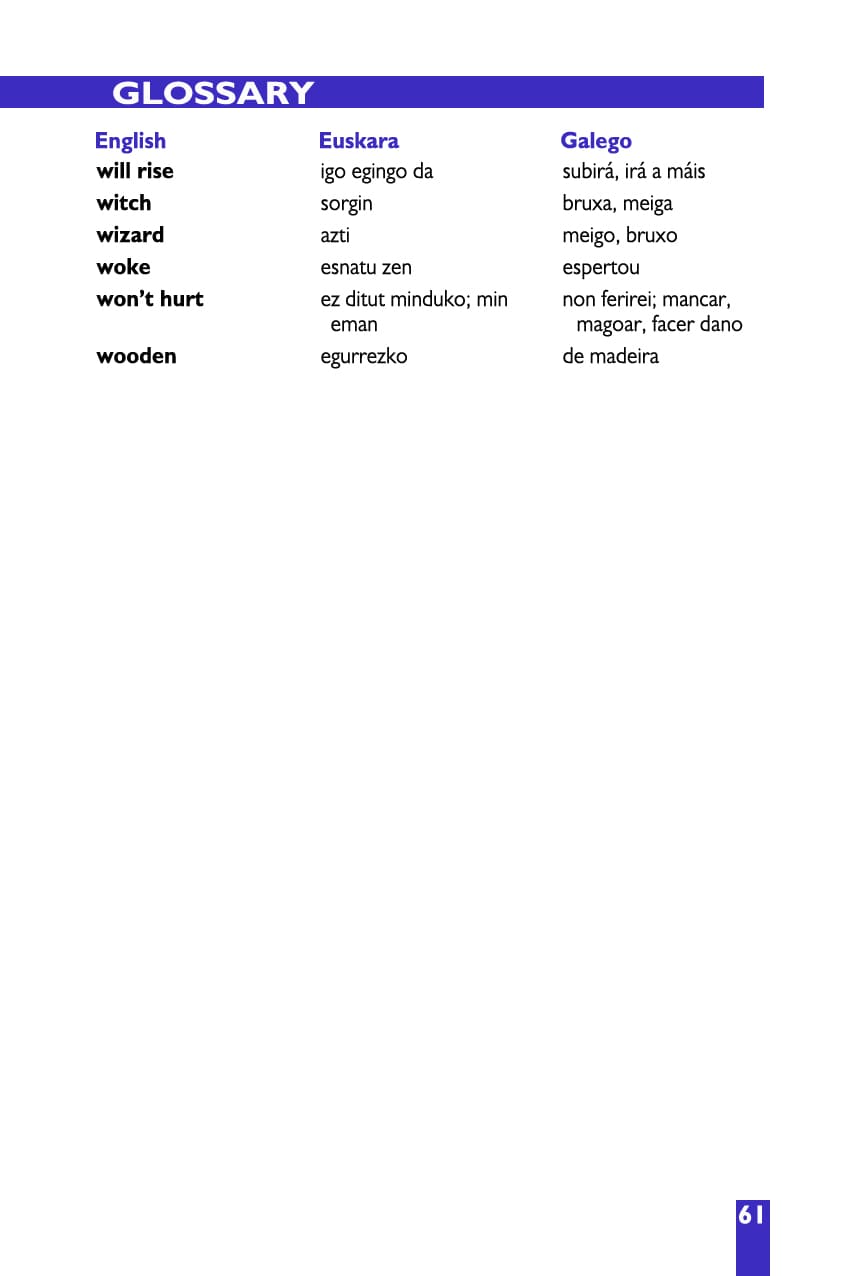 GLOSSARY
English Euskara Galego
will rise igo egingo da subirá, irá a máis
witch sorgin bruxa, meiga
wizard azti meigo, bruxo
woke esnatu zen espertou
won’t hurt ez ditut minduko; min non ferirei; mancar,
eman magoar, facer dano
wooden egurrezko de madeira
61